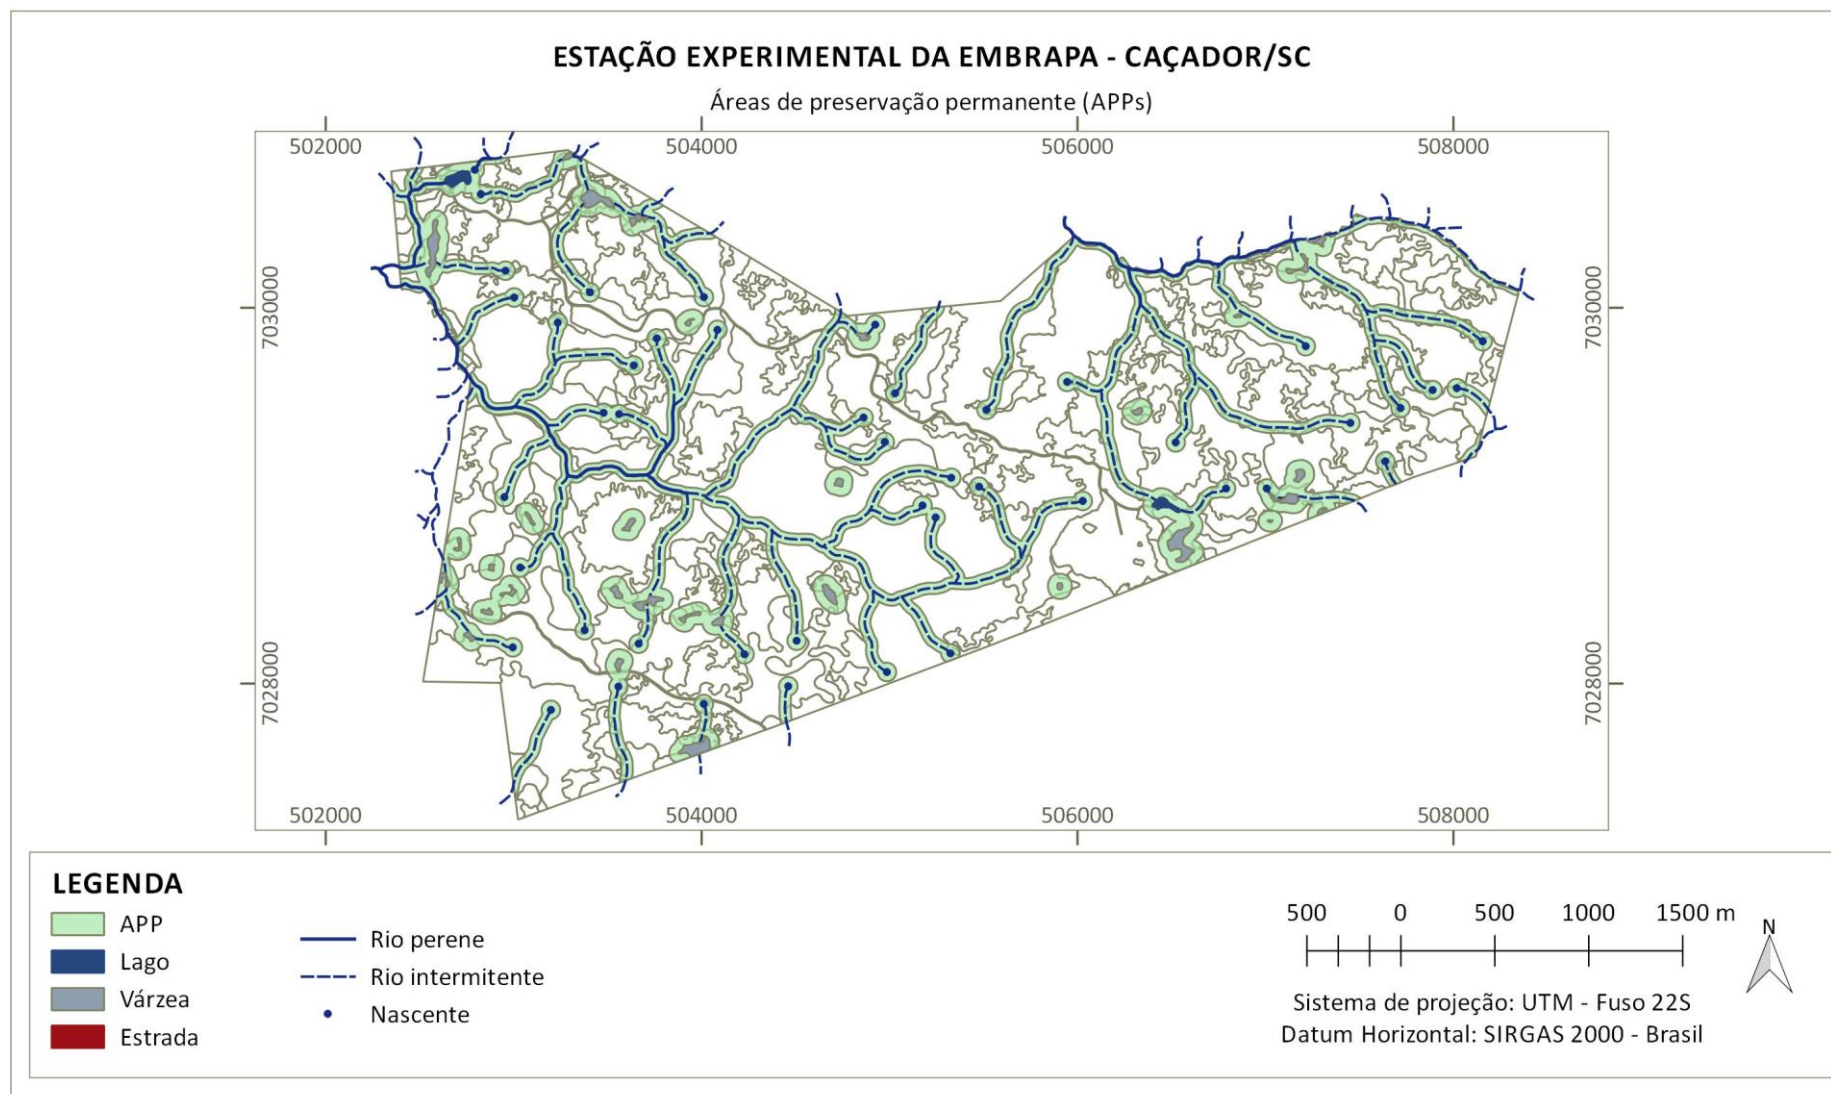 ESTAÇÃO EXPERIMENTAL DA EMBRAPA - CAÇADOR/SC
Áreas de preservação permanente (APPs)
502000 504000 506000 508000
7030000 7030000
7028000 7028000
502000 504000 506000 508000
LEGENDA
APP
Lago
Várzea
Estrada
Rio perene
Rio intermitente
Nascente
500 0 500 1000 1500 m
N
Sistema de projeção: UTM - Fuso 22S
Datum Horizontal: SIRGAS 2000 - Brasil